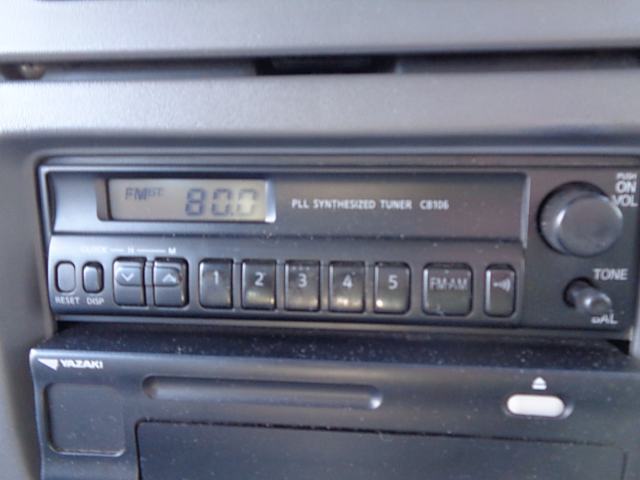 FM ST 80.0
PLL SYNTHESIZED TUNER CB106
PUSH
ON
VOL
CLOCK H M
RESET DISP
1 2 3 4 5 FM·AM
TONE
BAL
YAZAKI